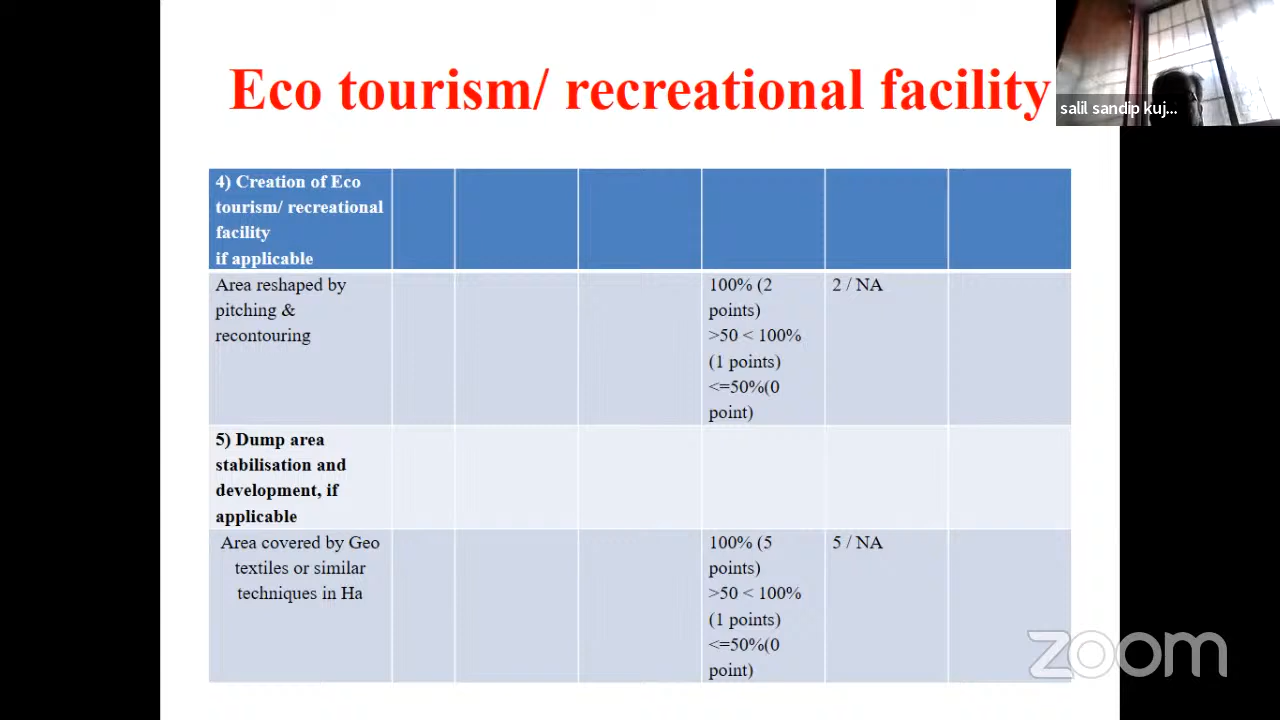 Eco tourism/ recreational facility
salil sandip kuj...
4) Creation of Eco
tourism/ recreational
facility
if applicable
Area reshaped by
pitching &
recontouring
100% (2
points)
>50 < 100%
(1 points)
<=50%(0
point)
2 / NA
5) Dump area
stabilisation and
development, if
applicable
Area covered by Geo
textiles or similar
techniques in Ha
100% (5
points)
>50 < 100%
(1 points)
<=50%(0
point)
5 / NA
zoom